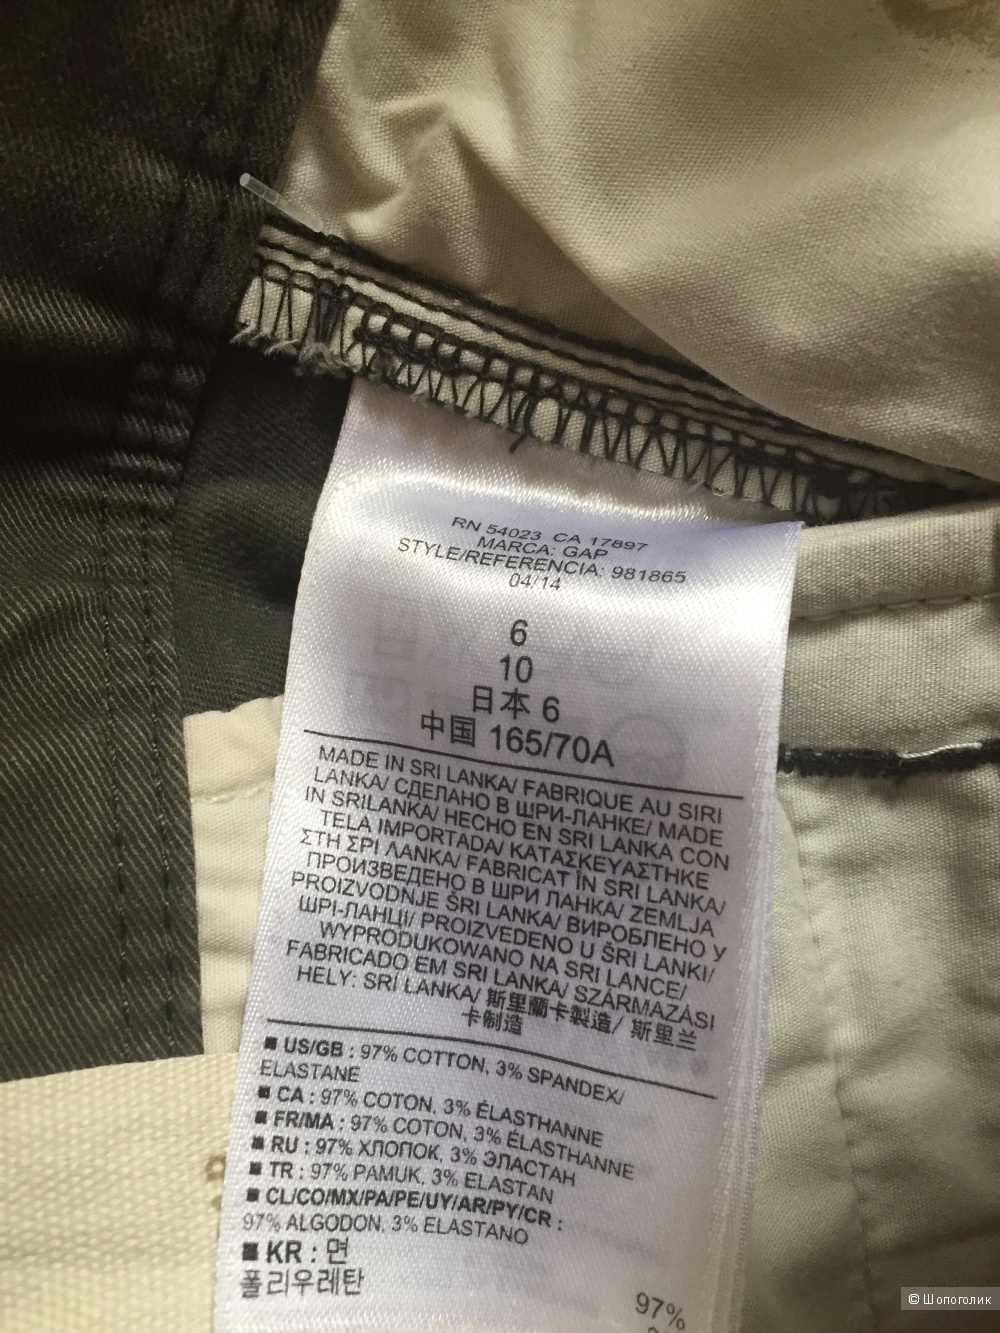 RN 54023 CA 17897
MARCA: GAP
STYLE/REFERENCIA: 981865
04/14
6
10
日本 6
中国 165/70A
MADE IN SRI LANKA/ FABRIQUE AU SIRI
LANKA/ СДЕЛАНО В ШРИ-ЛАНКЕ/ MADE
IN SRILANKA/ HECHO EN SRI LANKA CON
TELA IMPORTADA/ ΚΑΤΑΣΚΕΥΑΣΤΗΚΕ
ΣΤΗ ΣΡΙ ΛΑΝΚΑ/ FABRICAT ÎN SRI LANKA/
ПРОИЗВЕДЕНО В ШРИ ЛАНКА/ ZEMLJA
PROIZVODNJE ŠRI LANKA/ ВИРОБЛЕНО У
ШРІ-ЛАНЦІ/ PROIZVEDENO U ŠRI LANKI/
WYPRODUKOWANO NA SRI LANCE/
FABRICADO EM SRI LANKA/ SZÁRMAZÁSI
HELY: SRÍ LANKA/ 斯里蘭卡製造/ 斯里兰
卡制造
■ US/GB : 97% COTTON, 3% SPANDEX/
ELASTANE
■ CA : 97% COTON, 3% ÉLASTHANNE
■ FR/MA : 97% COTON, 3% ÉLASTHANNE
■ RU : 97% ХЛОПОК, 3% ЭЛАСТАН
■ TR : 97% PAMUK, 3% ELASTAN
■ CL/CO/MX/PA/PE/UY/AR/PY/CR :
97% ALGODON, 3% ELASTANO
■ KR : 면
폴리우레탄
97%
© Шопоголик